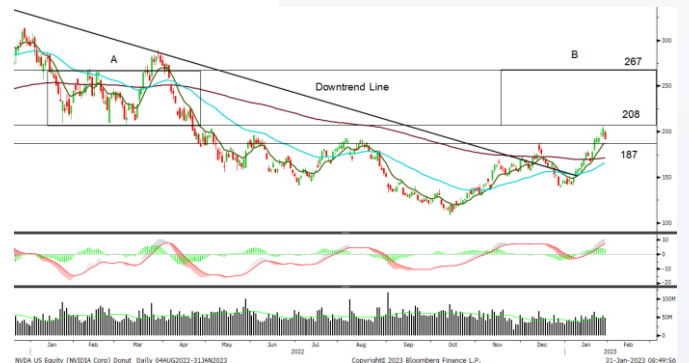 300
A
B
267
250
Downtrend Line
208
200
187
150
100
10
0
-10
-20
100M
50M
0
Jan Feb Mar Apr May Jun Jul Aug Sep Oct Nov Dec Jan Feb
2022 2023
NVDA US Equity (NVIDIA Corp) Donut Daily 04AUG2022-31JAN2023 Copyright© 2023 Bloomberg Finance L.P. 31-Jan-2023 08:49:56